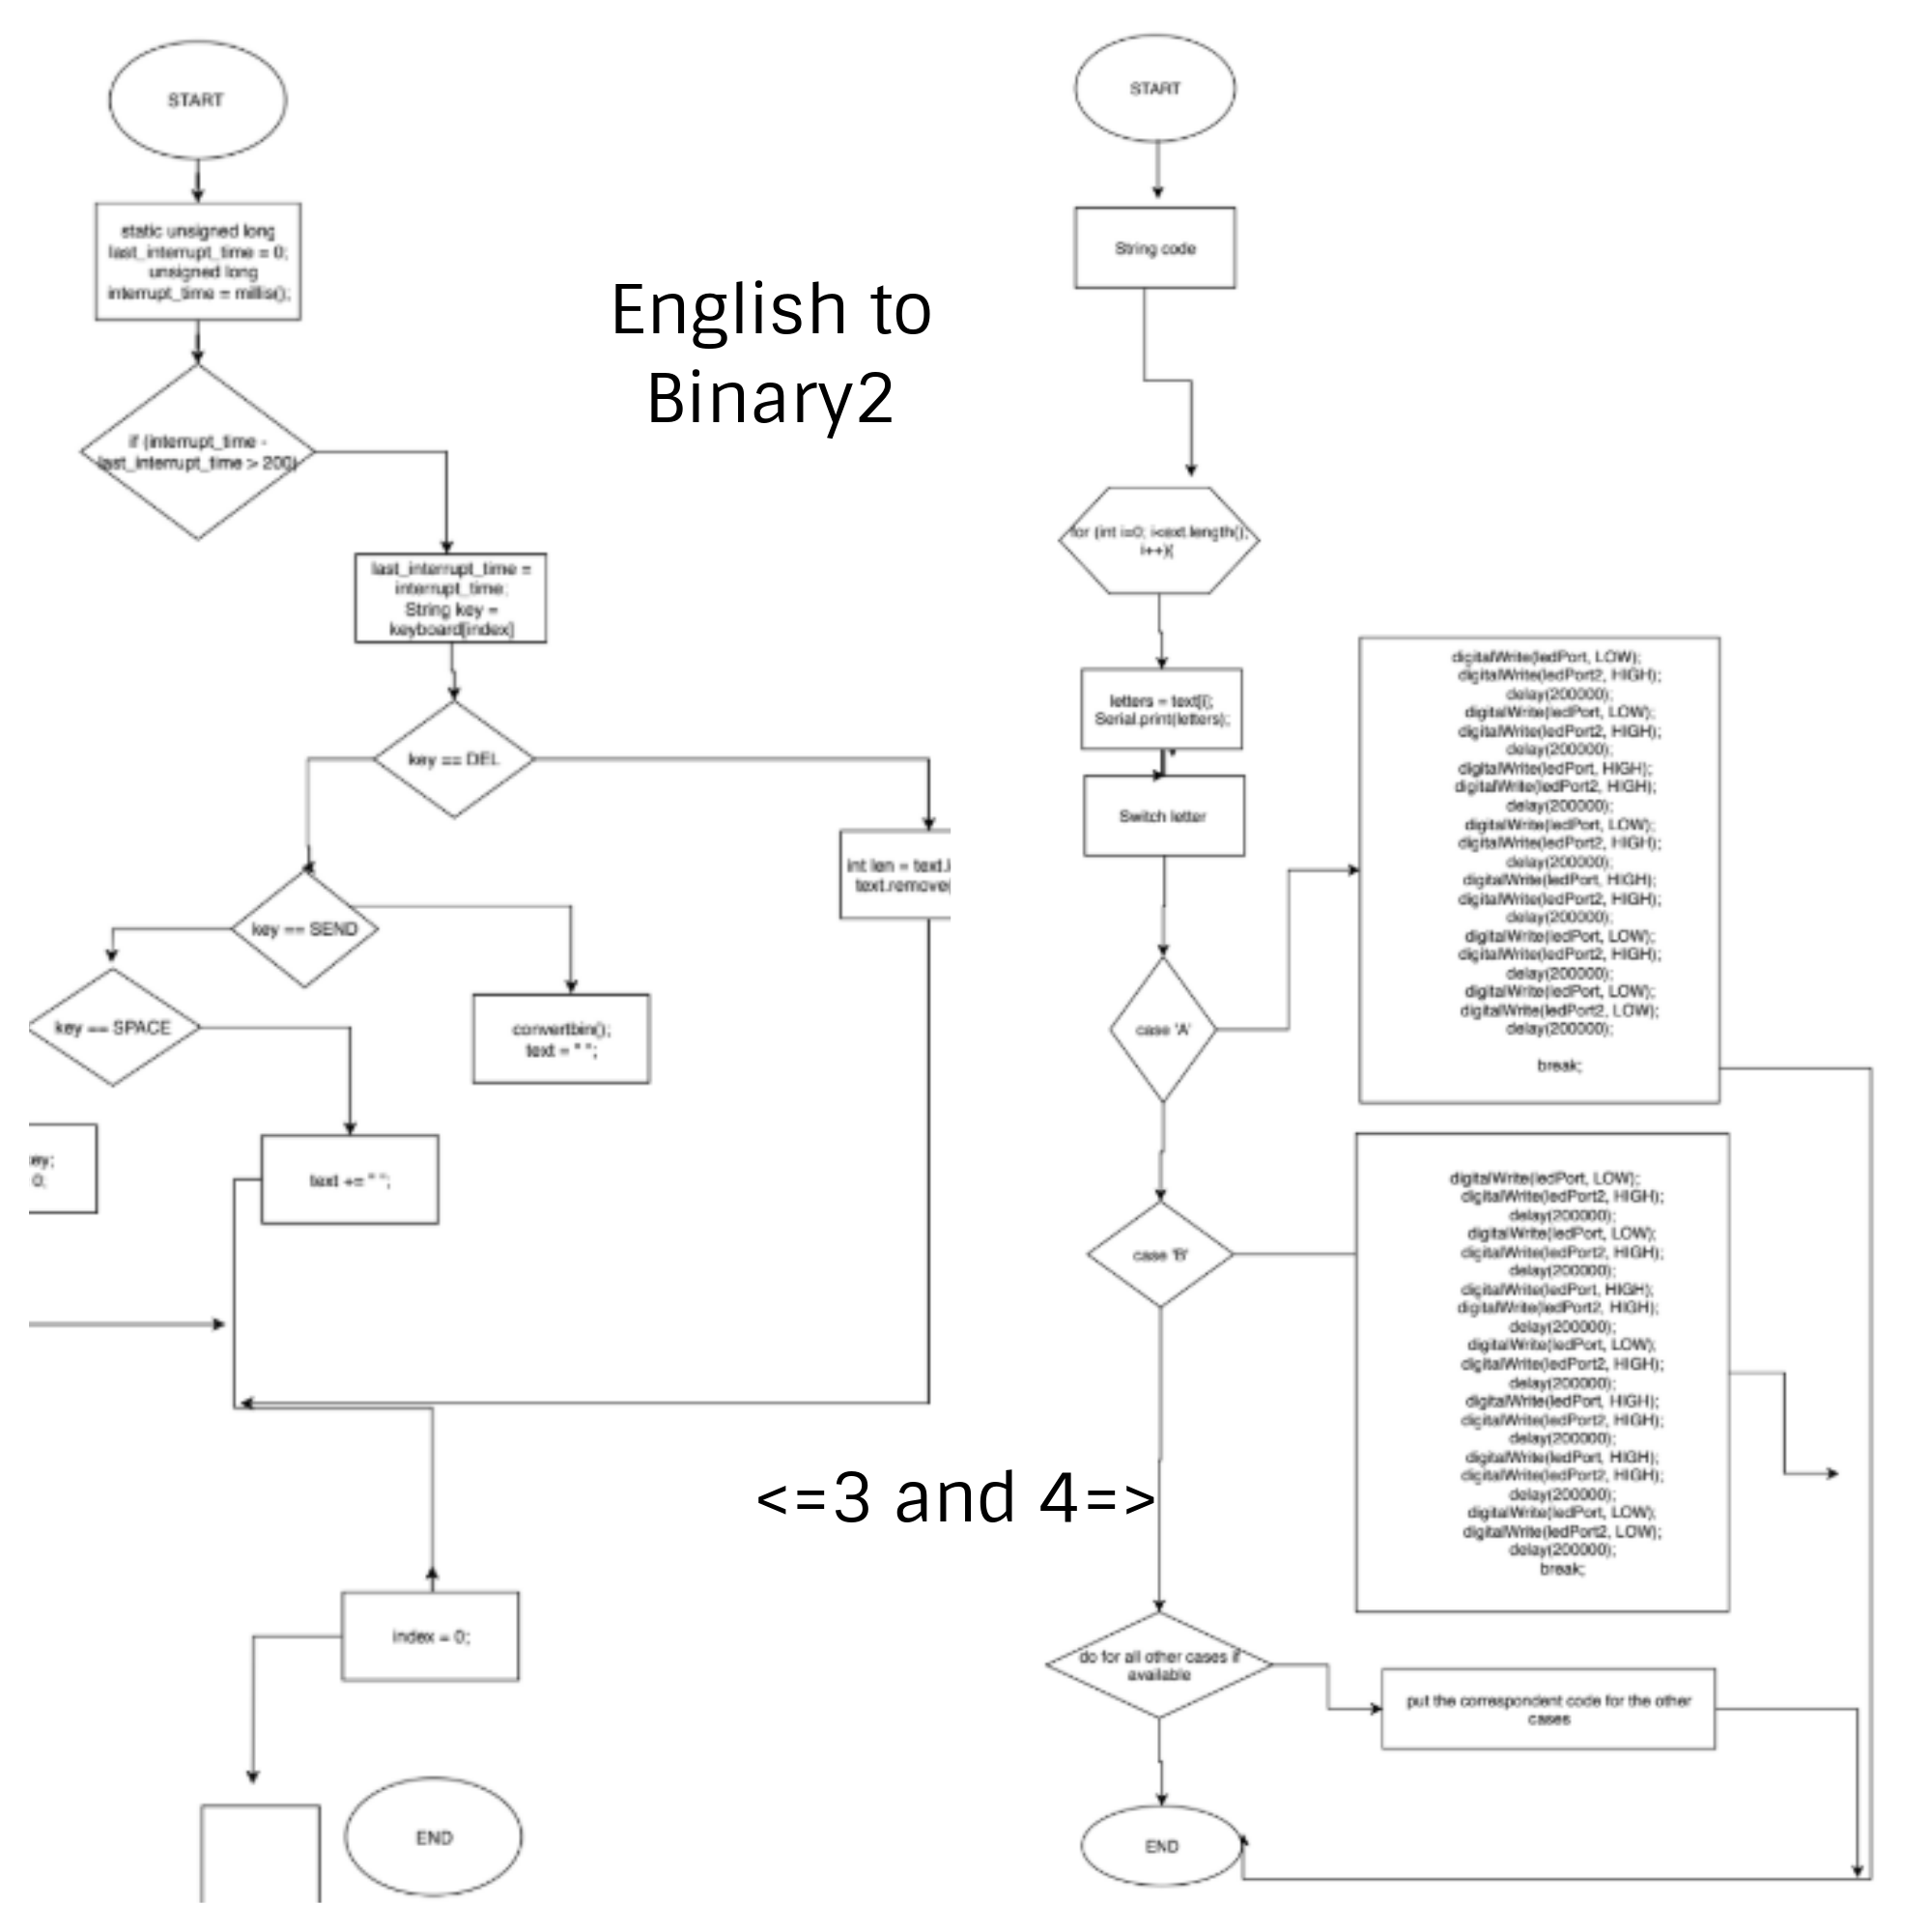 START
static unsigned long
last_interrupt_time = 0;
unsigned long
interrupt_time = millis();
if (interrupt_time -
last_interrupt_time > 200)
last_interrupt_time =
interrupt_time;
String key =
keyboard[index]
key == DEL
int len = text.
text.remove(
key == SEND
key == SPACE
convertbin();
text = " ";
ey;
0;
text += " ";
index = 0;
END
English to
Binary2
<=3 and 4=>
START
String code
for (int i=0; i<ext.length();
i++){
letters = text[i];
Serial.print(letters);
Switch letter
case 'A'
digitalWrite(ledPort, LOW);
digitalWrite(ledPort2, HIGH);
delay(200000);
digitalWrite(ledPort, LOW);
digitalWrite(ledPort2, HIGH);
delay(200000);
digitalWrite(ledPort, HIGH);
digitalWrite(ledPort2, HIGH);
delay(200000);
digitalWrite(ledPort, LOW);
digitalWrite(ledPort2, HIGH);
delay(200000);
digitalWrite(ledPort, HIGH);
digitalWrite(ledPort2, HIGH);
delay(200000);
digitalWrite(ledPort, LOW);
digitalWrite(ledPort2, HIGH);
delay(200000);
digitalWrite(ledPort, LOW);
digitalWrite(ledPort2, LOW);
delay(200000);
break;
case 'B'
digitalWrite(ledPort, LOW);
digitalWrite(ledPort2, HIGH);
delay(200000);
digitalWrite(ledPort, LOW);
digitalWrite(ledPort2, HIGH);
delay(200000);
digitalWrite(ledPort, HIGH);
digitalWrite(ledPort2, HIGH);
delay(200000);
digitalWrite(ledPort, LOW);
digitalWrite(ledPort2, HIGH);
delay(200000);
digitalWrite(ledPort, HIGH);
digitalWrite(ledPort2, HIGH);
delay(200000);
digitalWrite(ledPort, HIGH);
digitalWrite(ledPort2, HIGH);
delay(200000);
digitalWrite(ledPort, LOW);
digitalWrite(ledPort2, LOW);
delay(200000);
break;
do for all other cases if
available
put the correspondent code for the other
cases
END